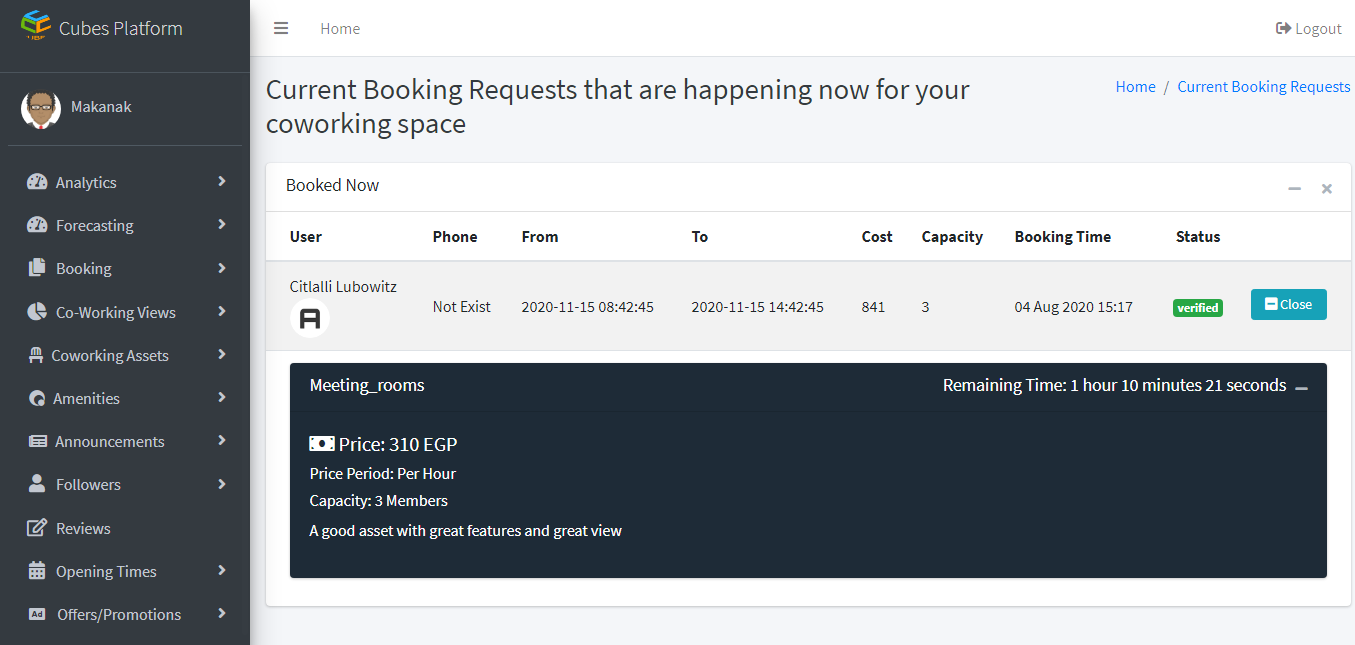 Cubes Platform
Home
Logout
Makanak
Analytics
Forecasting
Booking
Co-Working Views
Coworking Assets
Amenities
Announcements
Followers
Reviews
Opening Times
Ad Offers/Promotions
Current Booking Requests that are happening now for your
coworking space
Home / Current Booking Requests
Booked Now
User Phone From To Cost Capacity Booking Time Status
Citlalli Lubowitz
Not Exist 2020-11-15 08:42:45 2020-11-15 14:42:45 841 3 04 Aug 2020 15:17 verified Close
Meeting_rooms
Remaining Time: 1 hour 10 minutes 21 seconds
Price: 310 EGP
Price Period: Per Hour
Capacity: 3 Members
A good asset with great features and great view